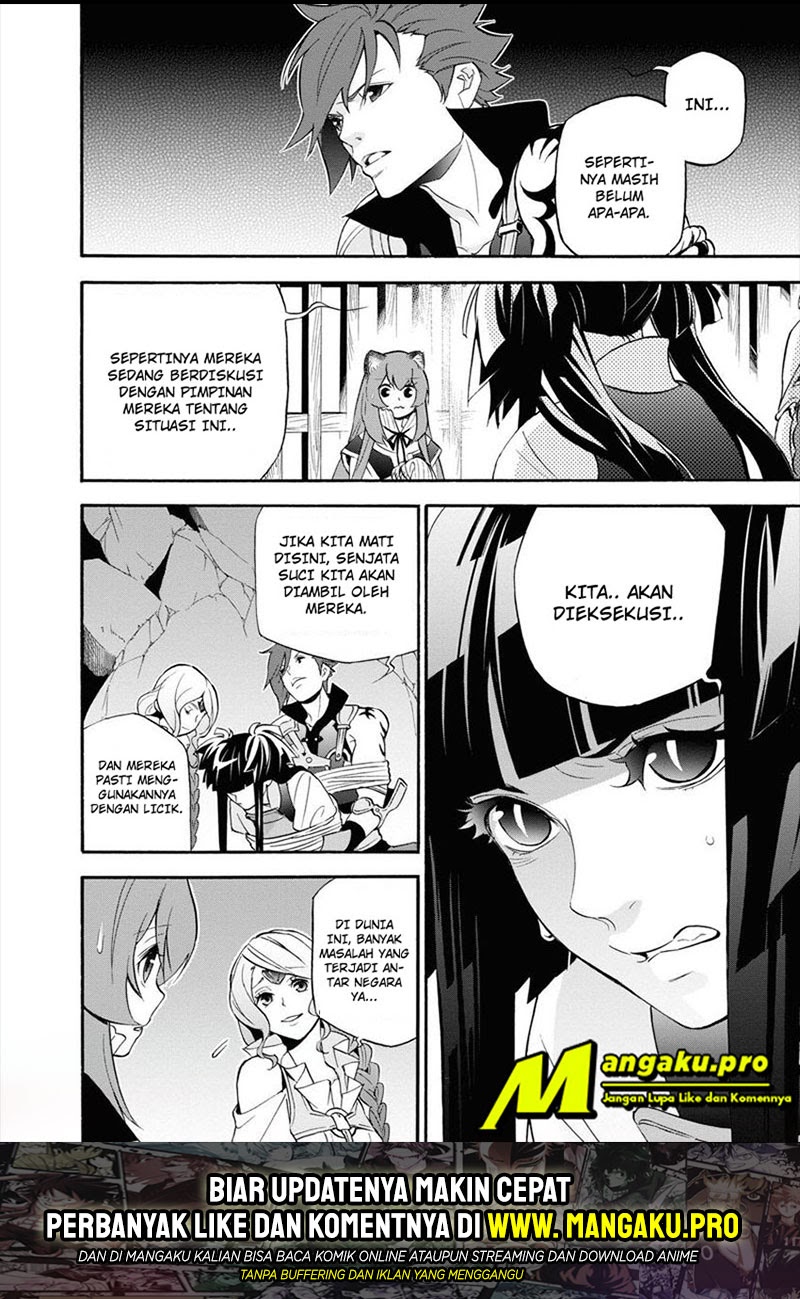 INI...
SEPERTI-
NYA MASIH
BELUM
APA-APA.
SEPERTINYA MEREKA
SEDANG BERDISKUSI
DENGAN PIMPINAN
MEREKA TENTANG
SITUASI INI..
KITA.. AKAN
DIEKSEKUSI..
JIKA KITA MATI
DISINI, SENJATA
SUCI KITA AKAN
DIAMBIL OLEH
MEREKA.
DAN MEREKA
PASTI MENG-
GUNAKANNYA
DENGAN LICIK.
DI DUNIA
INI, BANYAK
MASALAH YANG
TERJADI AN-
TAR NEGARA
YA...
Mangaku.pro
Jangan Lupa Like dan Komennya
BIAR UPDATENYA MAKIN CEPAT
PERBANYAK LIKE DAN KOMENTNYA DI WWW. MANGAKU.PRO
DAN DI MANGAKU KALIAN BISA BACA KOMIK ONLINE ATAUPUN STREAMING DAN DOWNLOAD ANIME
TANPA BUFFERING DAN IKLAN YANG MENGGANGU